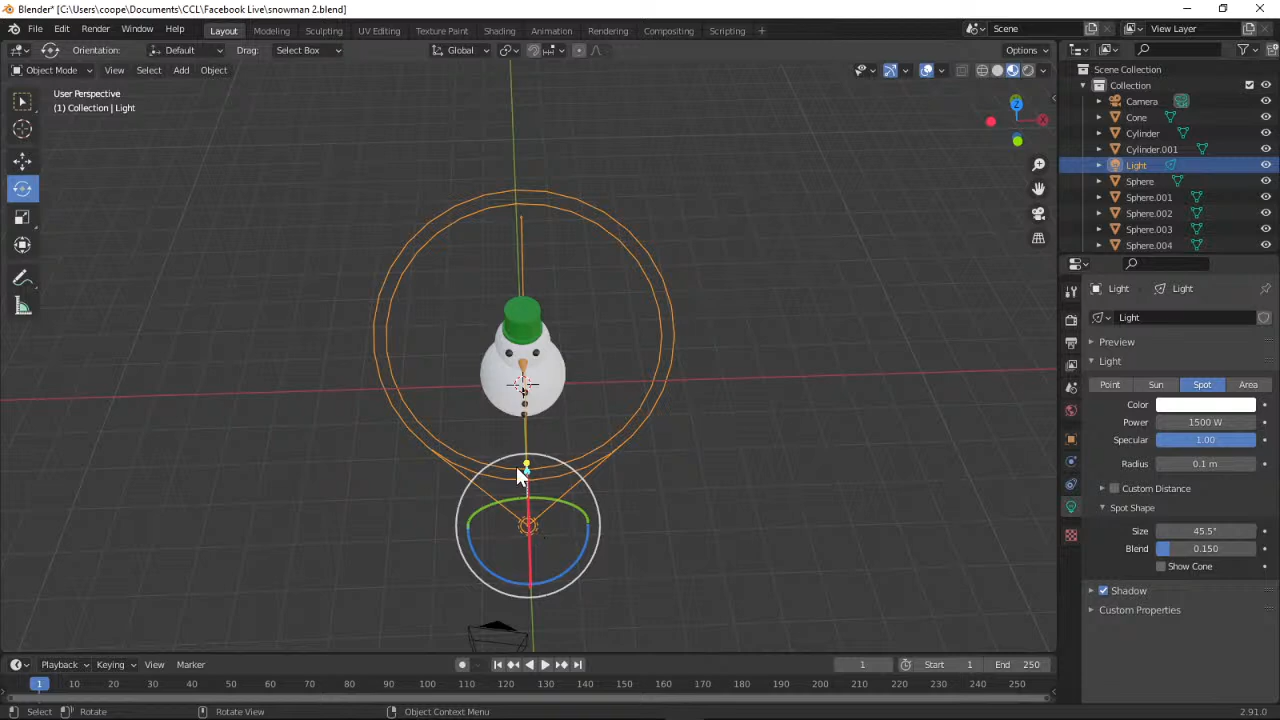 Blender* [C:\Users\coope\Documents\CCL\Facebook Live\snowman 2.blend]
File Edit Render Window Help Layout Modeling Sculpting UV Editing Texture Paint Shading Animation Rendering Compositing Scripting + Scene View Layer
Orientation: Default Drag: Select Box Global Options
Object Mode View Select Add Object
User Perspective
(1) Collection | Light
Z
X
Scene Collection
Collection
Camera
Cone
Cylinder
Cylinder.001
Light
Sphere
Sphere.001
Sphere.002
Sphere.003
Sphere.004
Light Light
Light
Preview
Light
Point Sun Spot Area
Color
Power 1500 W
Specular 1.00
Radius 0.1 m
Custom Distance
Spot Shape
Size 45.5°
Blend 0.150
Show Cone
Shadow
Custom Properties
Playback Keying View Marker 1 Start 1 End 250
1 10 20 30 40 50 60 70 80 90 100 110 120 130 140 150 160 170 180 190 200 210 220 230 240 250
Select Rotate Rotate View Object Context Menu 2.91.0